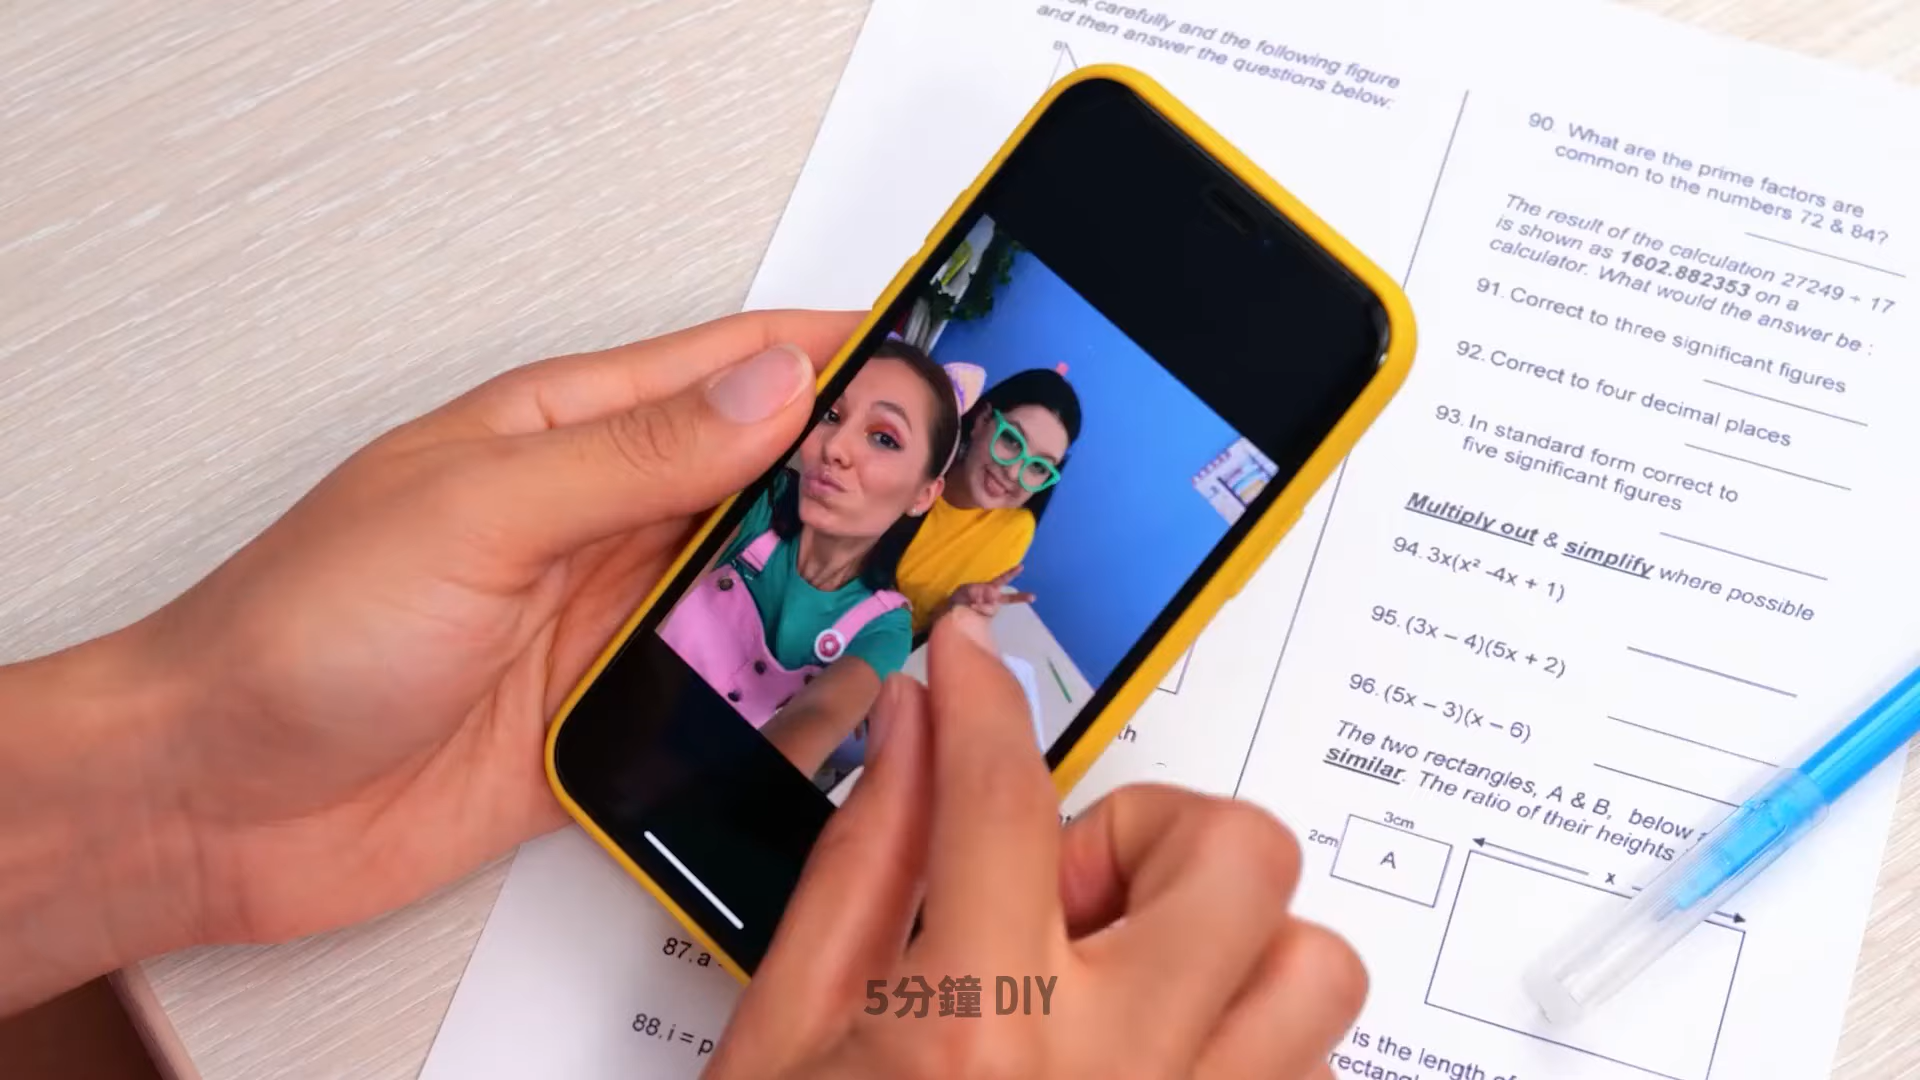 carefully and the following figure
and then answer the questions below:
B
90. What are the prime factors are
common to the numbers 72 & 84?
The result of the calculation 27249 ÷ 17
is shown as 1602.882353 on a
calculator. What would the answer be :
91. Correct to three significant figures
92. Correct to four decimal places
93. In standard form correct to
five significant figures
Multiply out & simplify where possible
94. 3x(x² -4x + 1)
95. (3x – 4)(5x + 2)
96. (5x – 3)(x – 6)
The two rectangles, A & B, below
similar. The ratio of their heights
3cm
2cm
A
x
is the length
87. a
88. i = p
5分鐘 DIY